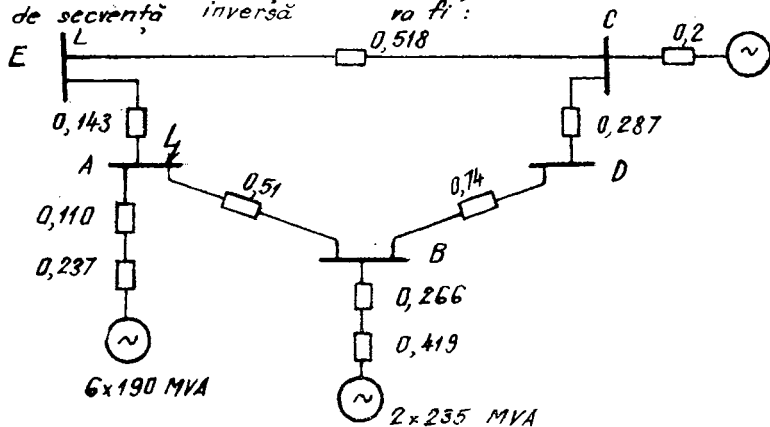 de secvență inversă va fi :
E L 0,518 C 0,2 ~
0,143 0,287
A 0,51 0,74 D
0,110
B
0,237 0,266
~ 0,419
6x190 MVA ~
2x235 MVA